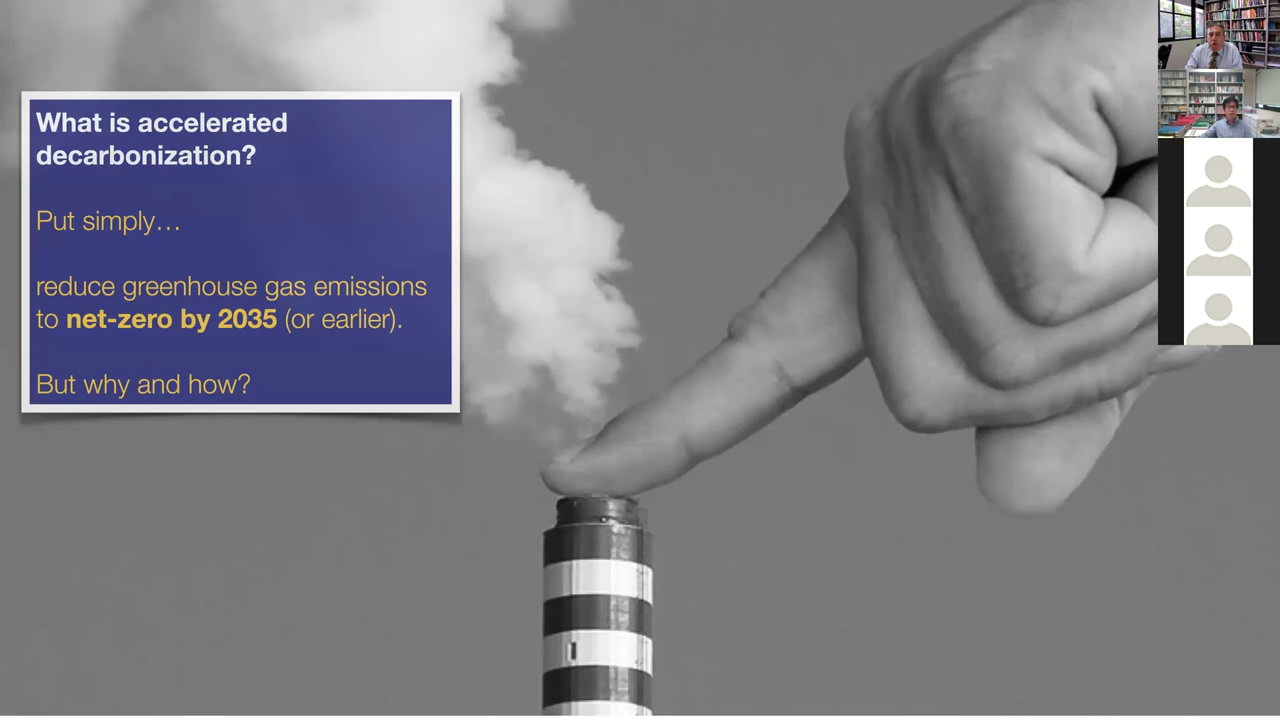 What is accelerated
decarbonization?
Put simply…
reduce greenhouse gas emissions
to net-zero by 2035 (or earlier).
But why and how?